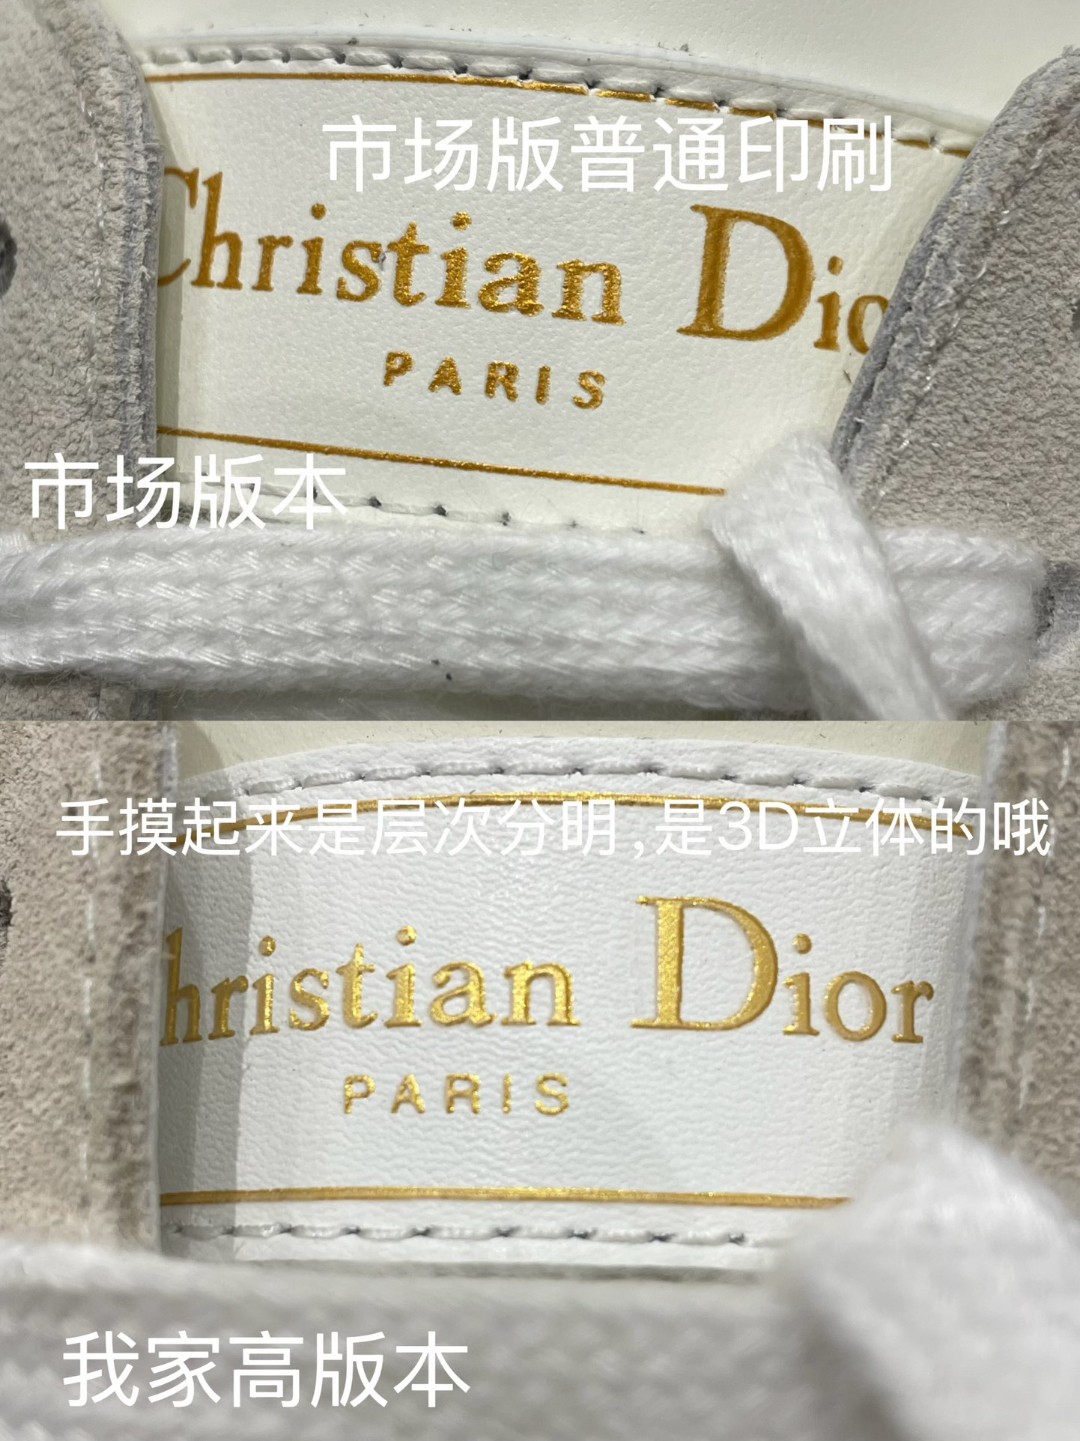 市场版普通印刷
Christian Dio
PARIS
市场版本
手摸起来是层次分明,是3D立体的哦
hristian Dior
PARIS
我家高版本